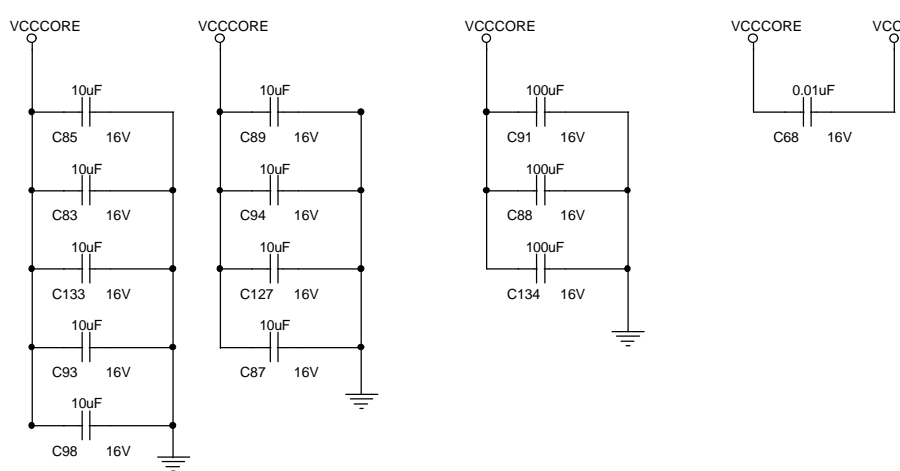 VCCCORE VCCCORE VCCCORE VCCCORE VCC
10uF 10uF 100uF 0.01uF
C85 16V C89 16V C91 16V C68 16V
10uF 10uF 100uF
C83 16V C94 16V C88 16V
10uF 10uF 100uF
C133 16V C127 16V C134 16V
10uF 10uF
C93 16V C87 16V
10uF
C98 16V